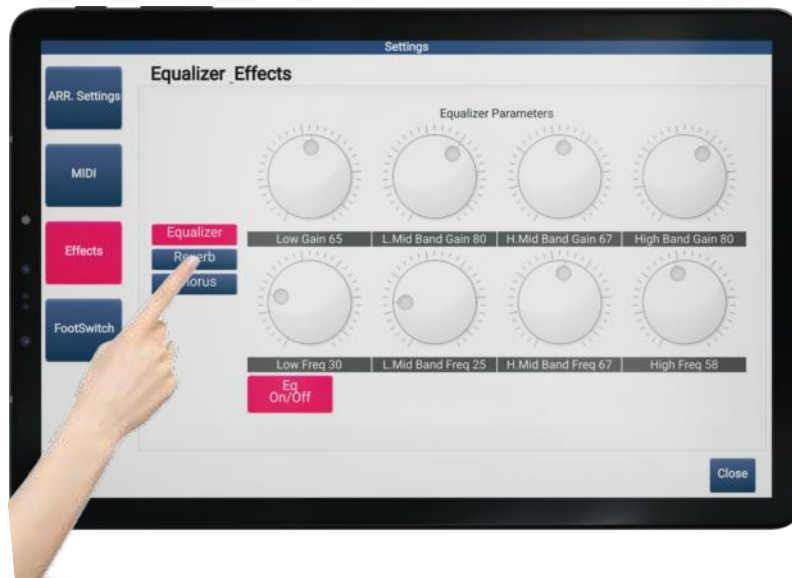 Settings
Equalizer_Effects
ARR. Settings
MIDI
Effects
FootSwitch
Equalizer Parameters
Equalizer
Reverb
Low Gain 65
L.Mid Band Gain 80
H.Mid Band Gain 67
High Band Gain 80
Low Freq 30
L.Mid Band Freq 25
H.Mid Band Freq 67
High Freq 58
Eq
On/Off
Close